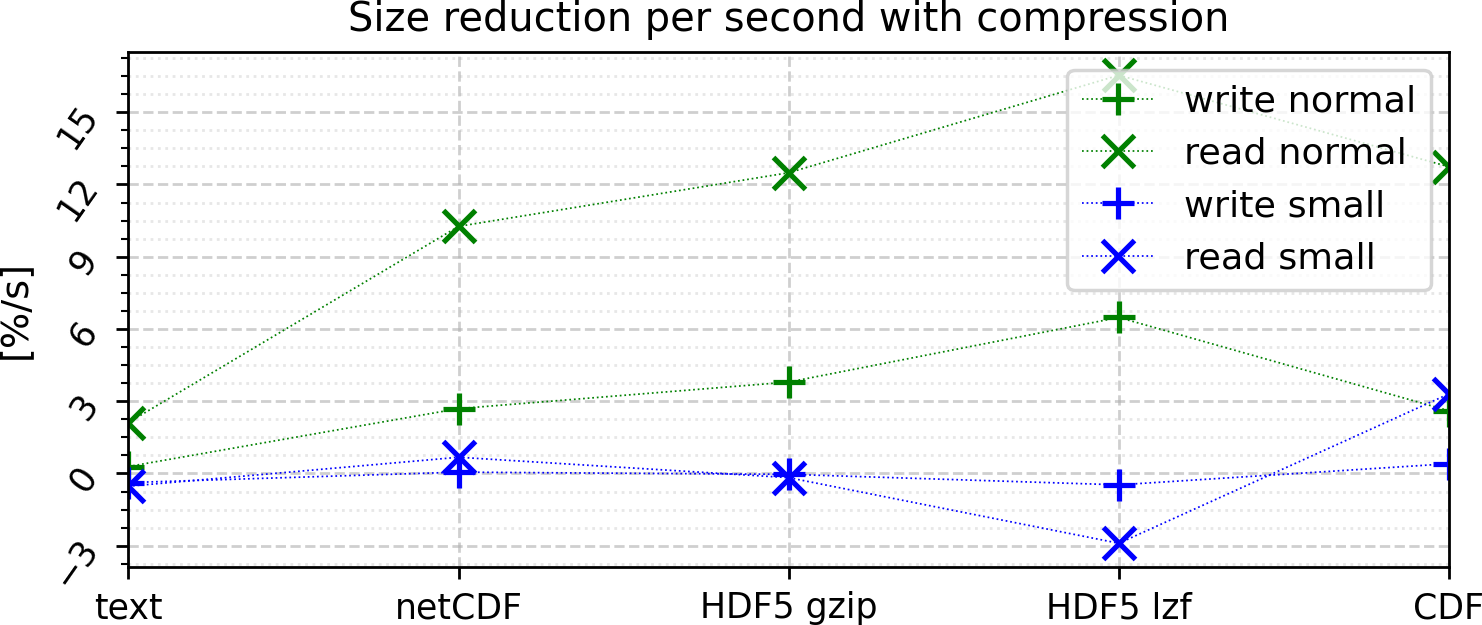 Size reduction per second with compression
[%/s]
15
12
9
6
3
0
−3
write normal
read normal
write small
read small
text
netCDF
HDF5 gzip
HDF5 lzf
CDF